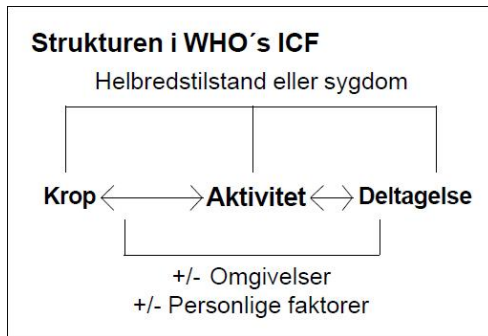 Strukturen i WHO´s ICF
Helbredstilstand eller sygdom
Krop Aktivitet Deltagelse
+/- Omgivelser
+/- Personlige faktorer